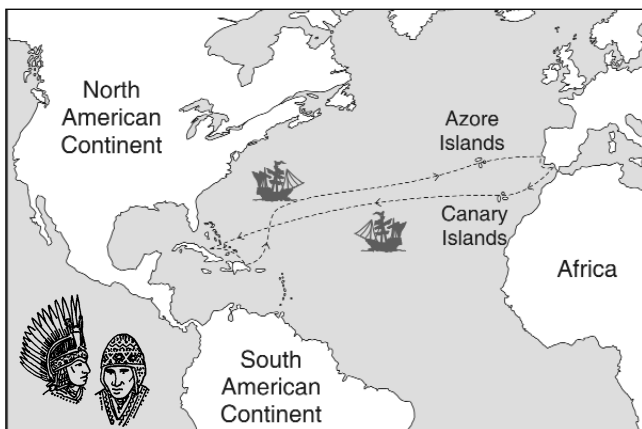 North
American
Continent
Azore
Islands
Canary
Islands
Africa
South
American
Continent